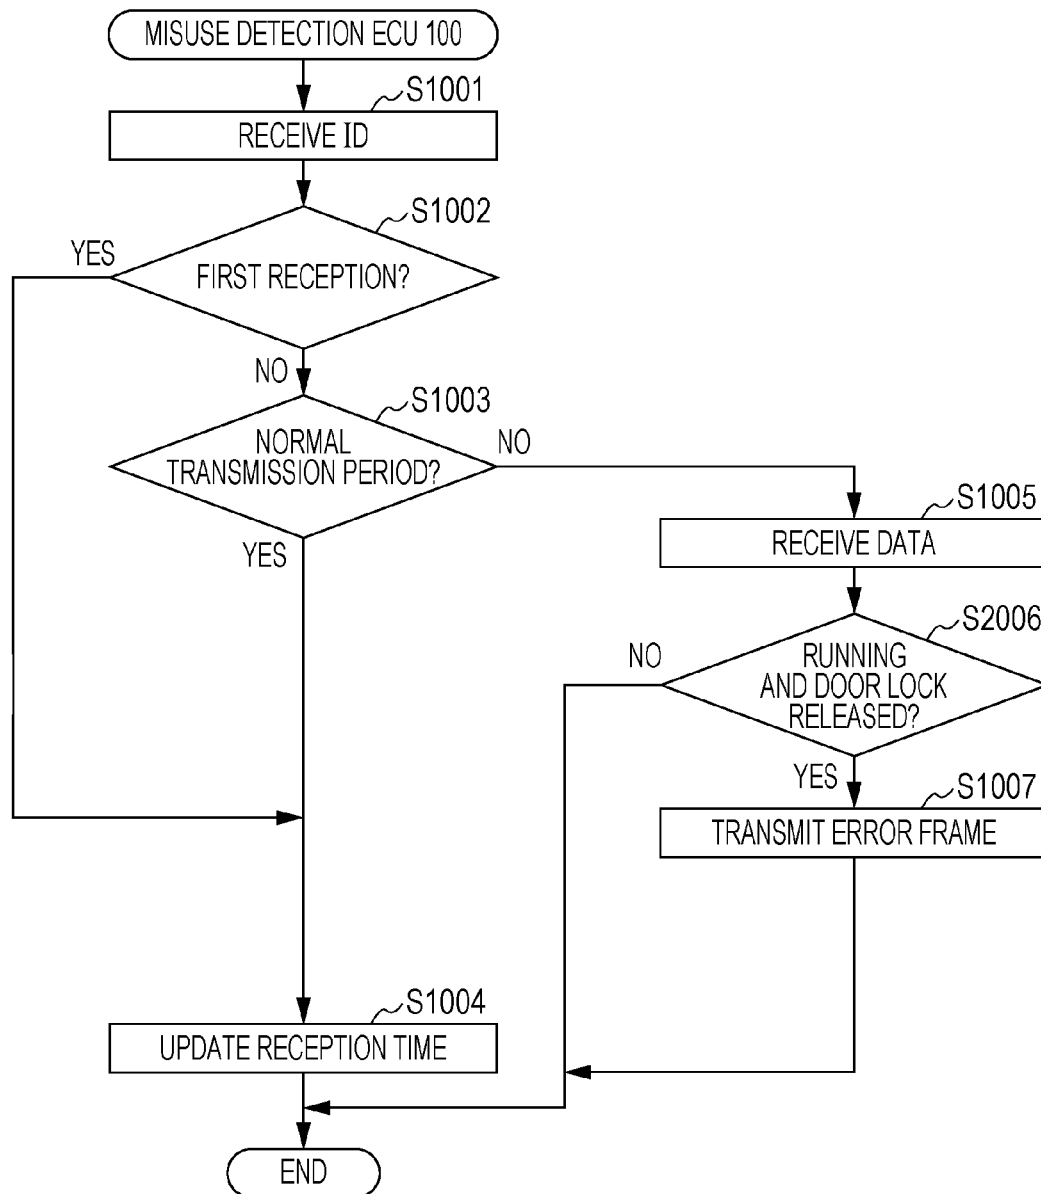 MISUSE DETECTION ECU 100
S1001
RECEIVE ID
S1002
YES
FIRST RECEPTION?
NO
S1003
NORMAL
TRANSMISSION PERIOD?
NO
YES
S1005
RECEIVE DATA
S2006
NO
RUNNING
AND DOOR LOCK
RELEASED?
YES
S1007
TRANSMIT ERROR FRAME
S1004
UPDATE RECEPTION TIME
END